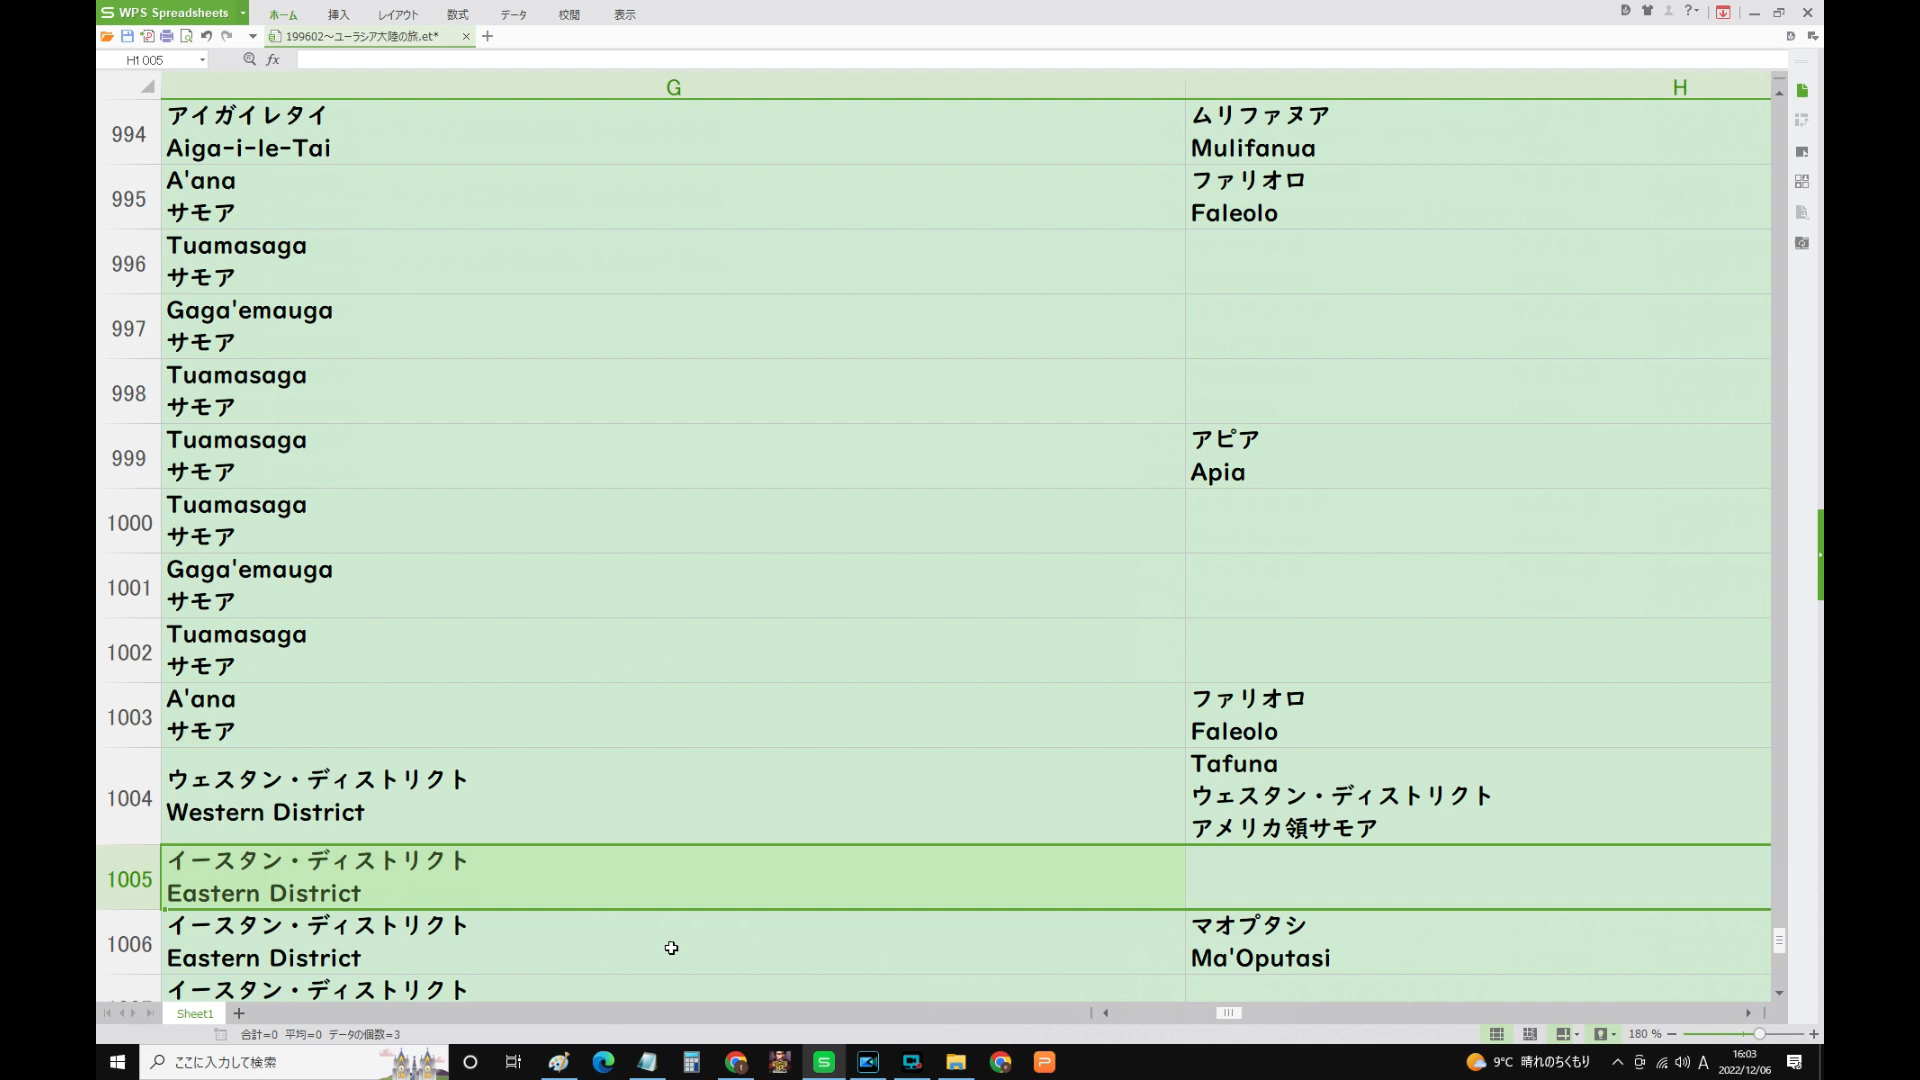 WPS Spreadsheets ホーム 挿入 レイアウト 数式 データ 校閲 表示
199602～ユーラシア大陸の旅.et*
H1005 fx
G H
994 アイガイレタイ ムリファヌア
Aiga-i-le-Tai Mulifanua
995 A'ana ファリオロ
サモア Faleolo
996 Tuamasaga
サモア
997 Gaga'emauga
サモア
998 Tuamasaga
サモア
999 Tuamasaga アピア
サモア Apia
1000 Tuamasaga
サモア
1001 Gaga'emauga
サモア
1002 Tuamasaga
サモア
1003 A'ana ファリオロ
サモア Faleolo
1004 ウェスタン・ディストリクト Tafuna
Western District ウェスタン・ディストリクト
アメリカ領サモア
1005 イースタン・ディストリクト
Eastern District
1006 イースタン・ディストリクト マオプタシ
Eastern District Ma'Oputasi
イースタン・ディストリクト
Sheet1
合計=0 平均=0 データの個数=3 180 %
ここに入力して検索 9°C 晴れのちくもり A 16:03
2022/12/06